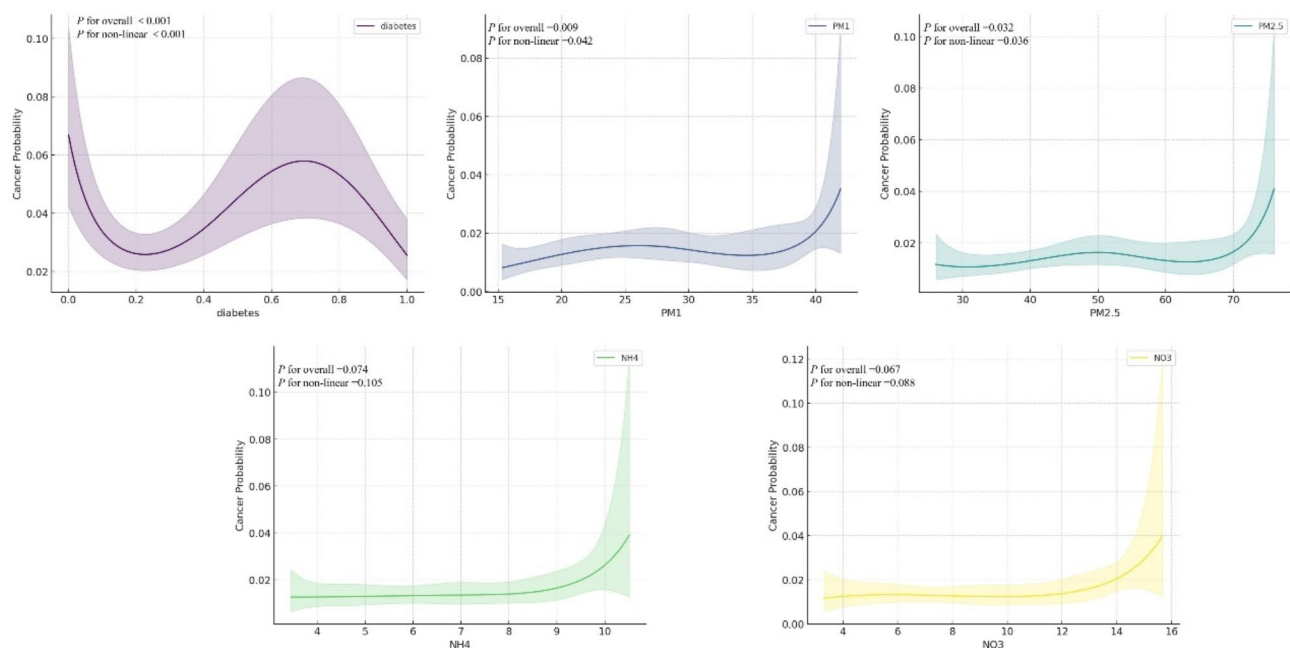 P for overall < 0.001
P for non-linear < 0.001
diabetes
0.10
0.08
0.06
0.04
0.02
Cancer Probability
0.0 0.2 0.4 0.6 0.8 1.0
diabetes
P for overall =0.009
P for non-linear =0.042
PM1
0.08
0.06
0.04
0.02
0.00
Cancer Probability
15 20 25 30 35 40
PM1
P for overall =0.032
P for non-linear =0.036
PM2.5
0.10
0.08
0.06
0.04
0.02
Cancer Probability
30 40 50 60 70
PM2.5
P for overall =0.074
P for non-linear =0.105
NH4
0.10
0.08
0.06
0.04
0.02
Cancer Probability
4 5 6 7 8 9 10
NH4
P for overall =0.067
P for non-linear =0.088
NO3
0.12
0.10
0.08
0.06
0.04
0.02
0.00
Cancer Probability
4 6 8 10 12 14 16
NO3